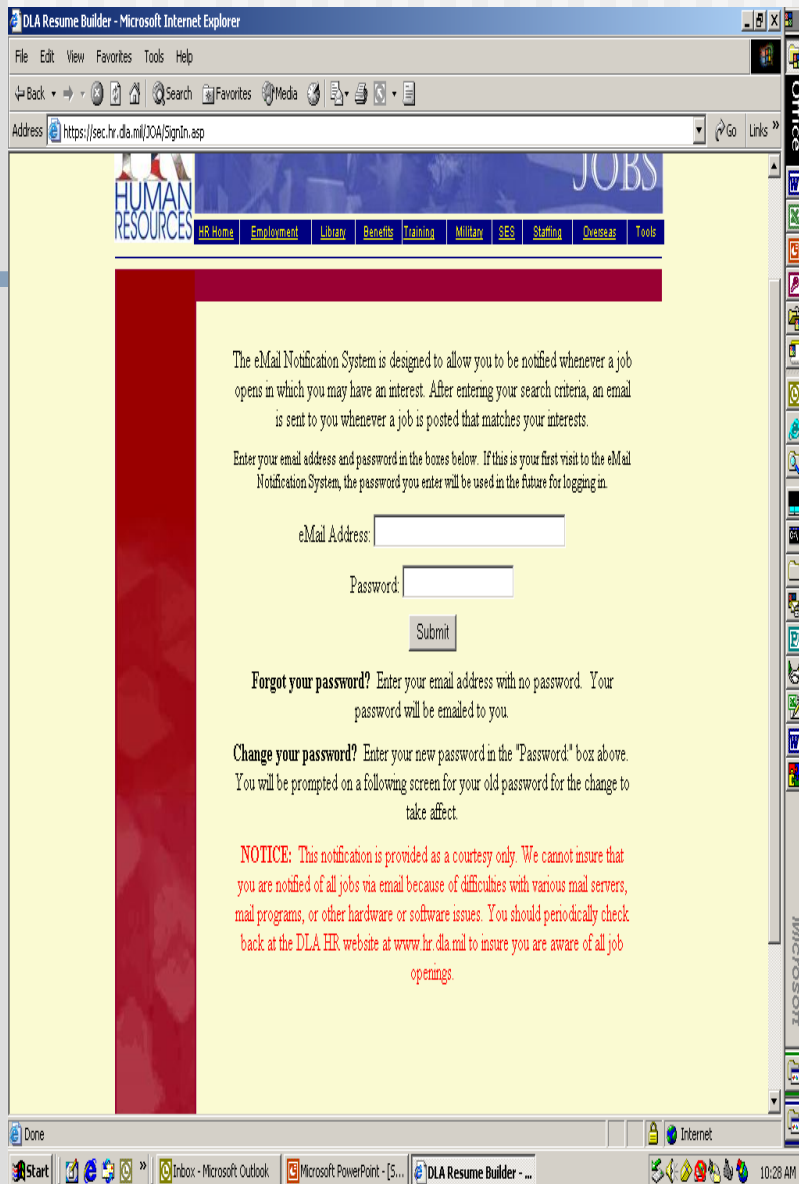 DLA Resume Builder - Microsoft Internet Explorer
File Edit View Favorites Tools Help
Back Search Favorites Media
Address https://sec.hr.dla.mil/JOA/SignIn.asp Go Links »
Office
HUMAN
RESOURCES
JOBS
HR Home Employment Library Benefits Training Military SES Staffing Overseas Tools
The eMail Notification System is designed to allow you to be notified whenever a job
opens in which you may have an interest. After entering your search criteria, an email
is sent to you whenever a job is posted that matches your interests.
Enter your email address and password in the boxes below. If this is your first visit to the eMail
Notification System, the password you enter will be used in the future for logging in.
eMail Address:
Password:
Submit
Forgot your password? Enter your email address with no password. Your
password will be emailed to you.
Change your password? Enter your new password in the "Password:" box above.
You will be prompted on a following screen for your old password for the change to
take affect.
NOTICE: This notification is provided as a courtesy only. We cannot insure that
you are notified of all jobs via email because of difficulties with various mail servers,
mail programs, or other hardware or software issues. You should periodically check
back at the DLA HR website at www.hr.dla.mil to insure you are aware of all job
openings.
Microsoft
Done Internet
Start » Inbox - Microsoft Outlook Microsoft PowerPoint - [S... DLA Resume Builder - ... 10:28 AM